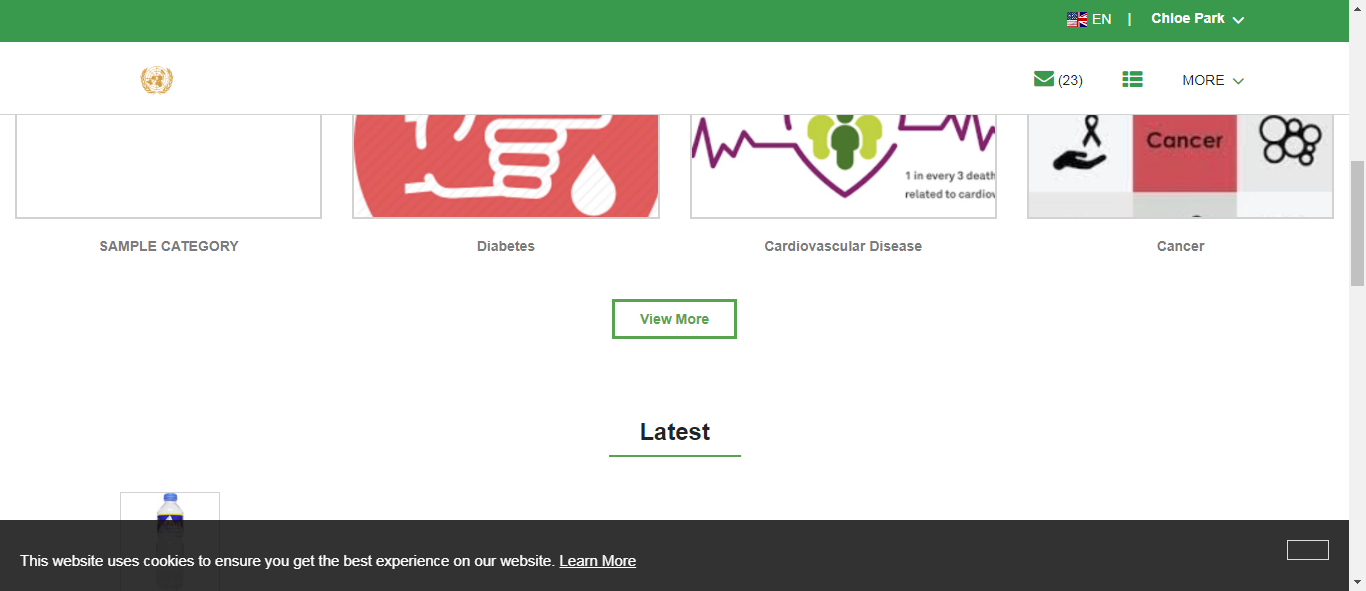 EN | Chloe Park
(23)
MORE
Cancer
1 in every 3 death
related to cardiov
SAMPLE CATEGORY
Diabetes
Cardiovascular Disease
Cancer
View More
Latest
This website uses cookies to ensure you get the best experience on our website. Learn More